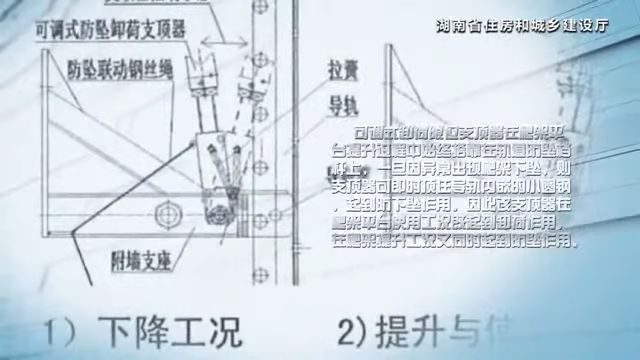 湖南省住房和城乡建设厅
可调式防坠卸荷支顶器
防坠联动钢丝绳
拉簧
导轨
可调式卸荷限位支顶器在爬架平
台提升过程中始终靠在轨道防坠档
杆上，一旦因异常出现爬架下坠，则
支顶器可即时顶住导轨内嵌的小圆钢
，起到防下坠作用，因此该支顶器在
爬架平台使用工况既起到卸荷作用，
在爬架提升工况又同时起到防坠作用。
附墙支座
1）下降工况
2)提升与使